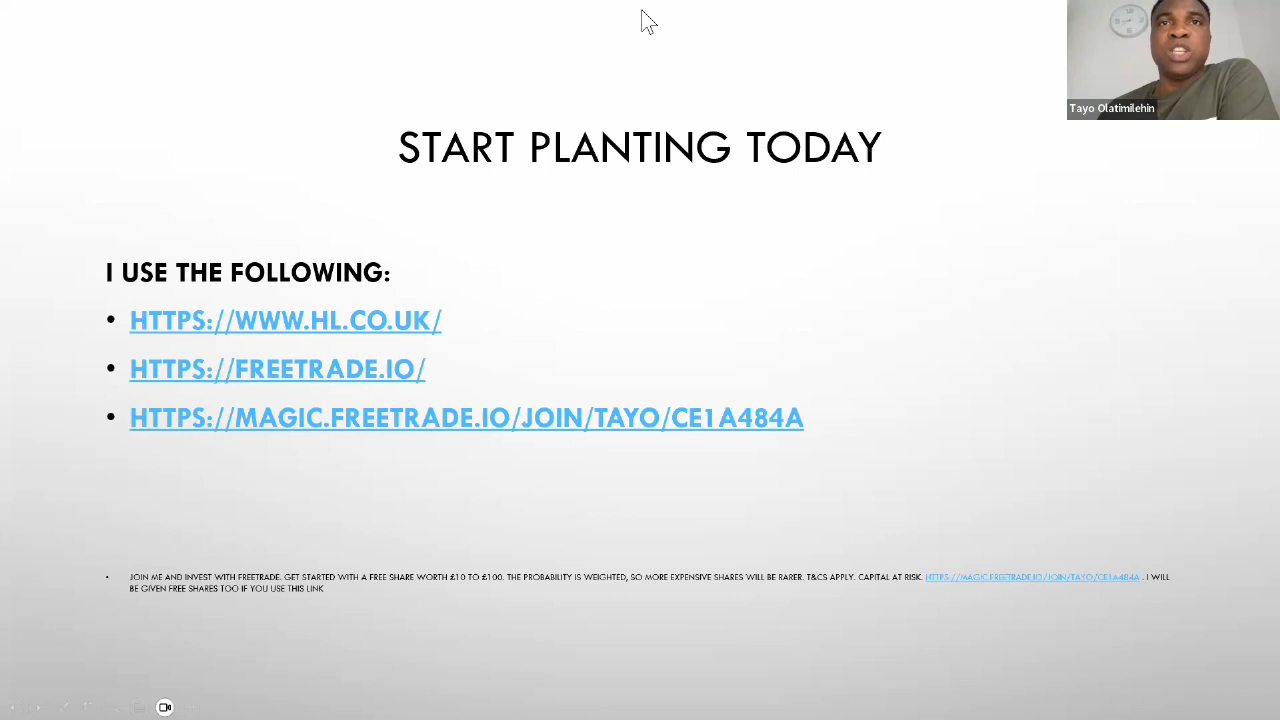 Tayo Olatimilehin
START PLANTING TODAY
I USE THE FOLLOWING:
• HTTPS://WWW.HL.CO.UK/
• HTTPS://FREETRADE.IO/
• HTTPS://MAGIC.FREETRADE.IO/JOIN/TAYO/CE1A484A
• JOIN ME AND INVEST WITH FREETRADE. GET STARTED WITH A FREE SHARE WORTH £10 TO £100. THE PROBABILITY IS WEIGHTED, SO MORE EXPENSIVE SHARES WILL BE RARER. T&CS APPLY. CAPITAL AT RISK. HTTPS://MAGIC.FREETRADE.IO/JOIN/TAYO/CE1A484A . I WILL
BE GIVEN FREE SHARES TOO IF YOU USE THIS LINK